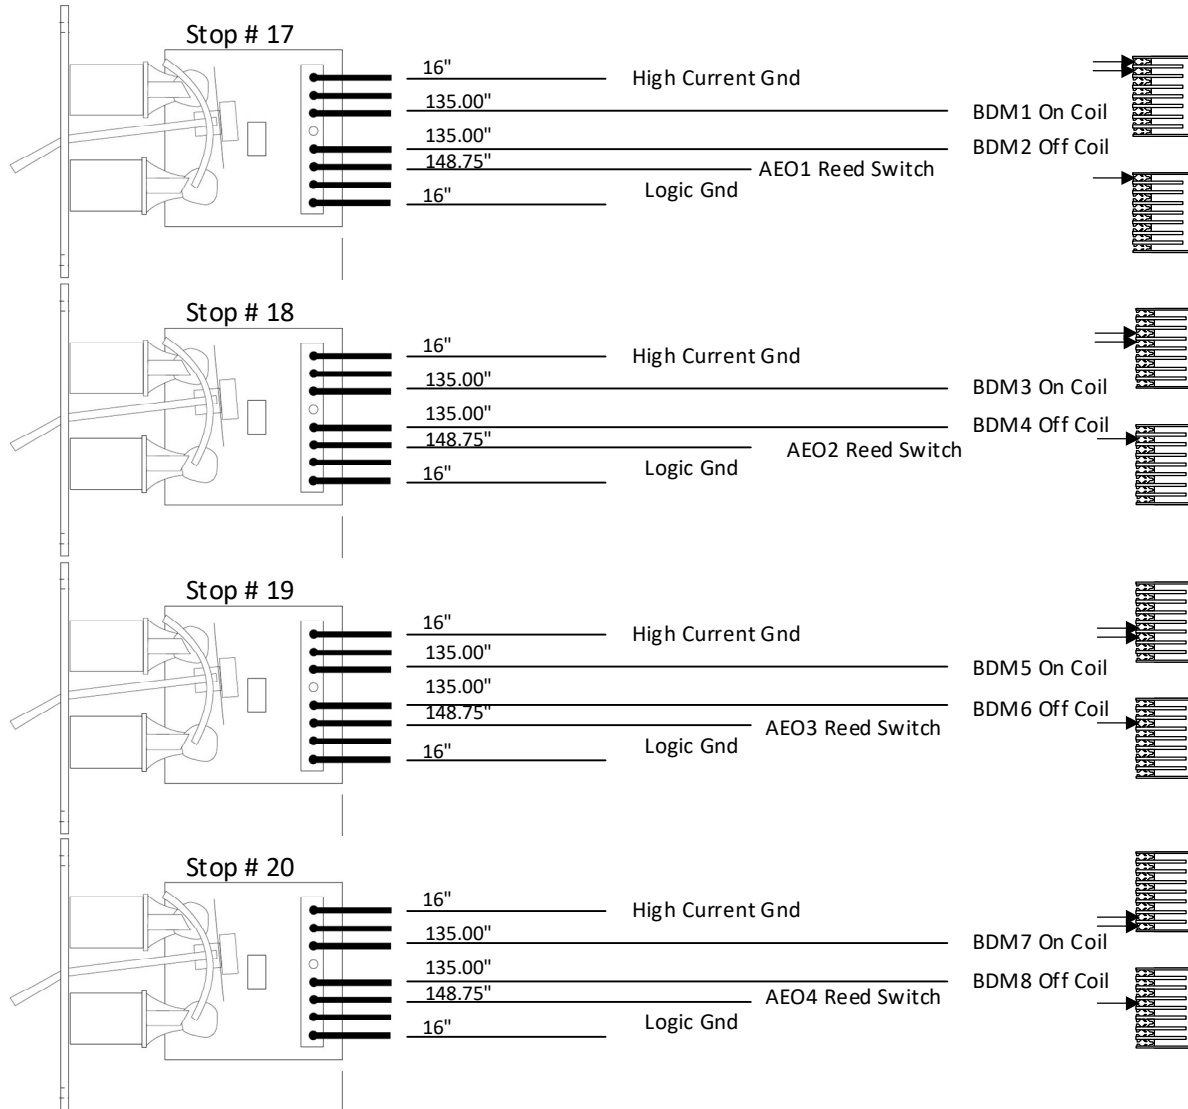 Stop # 17
16"
High Current Gnd
135.00"
BDM1 On Coil
135.00"
BDM2 Off Coil
148.75"
AEO1 Reed Switch
Logic Gnd
16"
Stop # 18
16"
High Current Gnd
135.00"
BDM3 On Coil
135.00"
BDM4 Off Coil
148.75"
AEO2 Reed Switch
Logic Gnd
16"
Stop # 19
16"
High Current Gnd
135.00"
BDM5 On Coil
135.00"
BDM6 Off Coil
148.75"
AEO3 Reed Switch
Logic Gnd
16"
Stop # 20
16"
High Current Gnd
135.00"
BDM7 On Coil
135.00"
BDM8 Off Coil
148.75"
AEO4 Reed Switch
Logic Gnd
16"